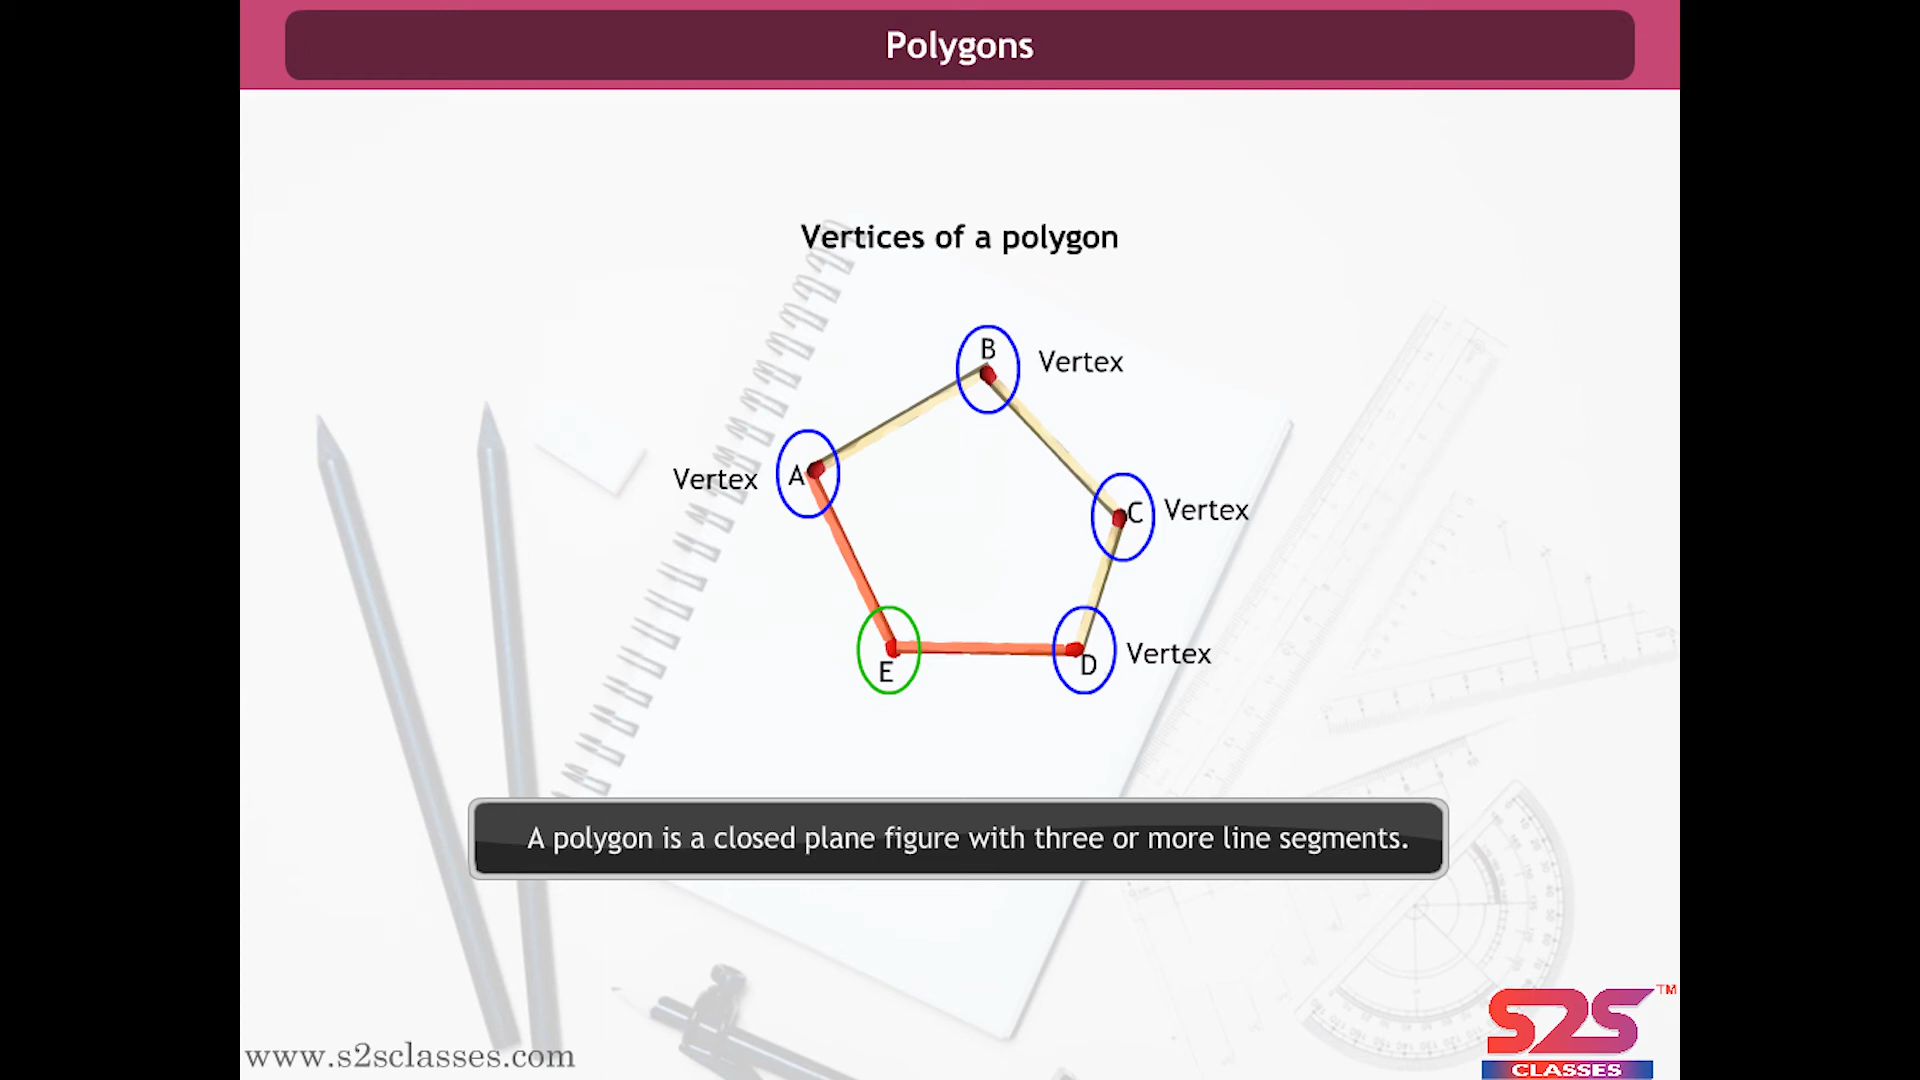 Polygons
Vertices of a polygon
B Vertex
Vertex A
C Vertex
E
D Vertex
A polygon is a closed plane figure with three or more line segments.
www.s2sclasses.com
S2S TM
CLASSES